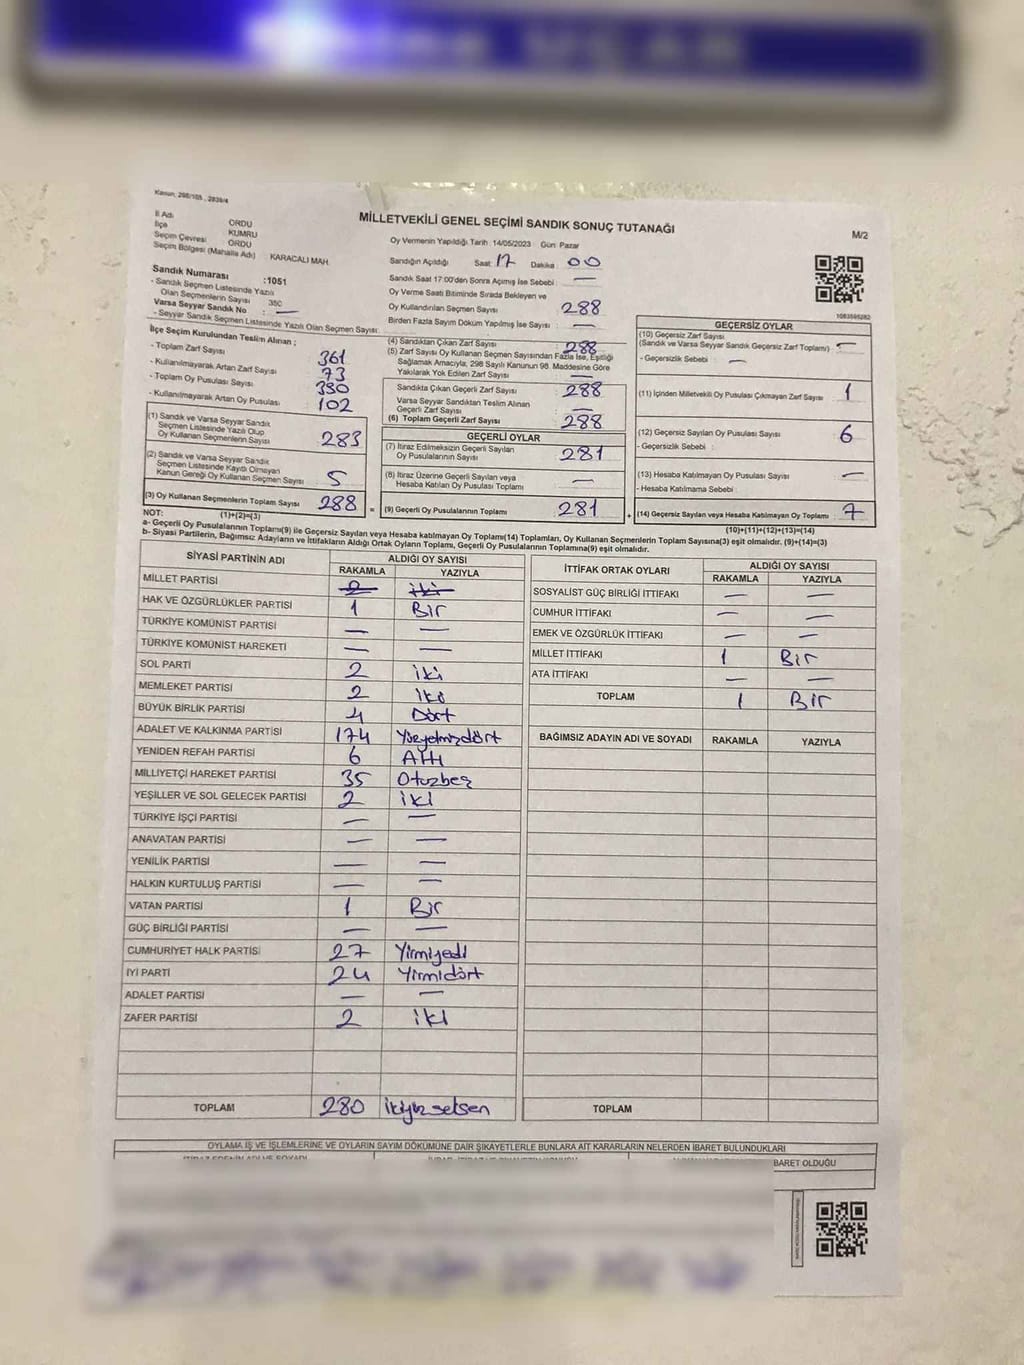 UÇAR
Kanun: 298/105, 2839/4
MİLLETVEKİLİ GENEL SEÇİMİ SANDIK SONUÇ TUTANAĞI
M/2
İl Adı ORDU
İlçe KUMRU
Seçim Çevresi ORDU
Seçim Bölgesi (Mahalle Adı) KARACALI MAH.
Oy Vermenin Yapıldığı Tarih 14/05/2023 Gün: Pazar
Sandığın Açıldığı Saat 17 Dakika 00
Sandık Saat 17:00'den Sonra Açılmış İse Sebebi —
Oy Verme Saati Bitiminde Sırada Bekleyen ve
Oy Kullandırılan Seçmen Sayısı 288
Birden Fazla Sayım Döküm Yapılmış İse Sayısı —
Sandık Numarası :1051
- Sandık Seçmen Listesinde Yazılı
Olan Seçmenlerin Sayısı 350
Varsa Seyyar Sandık No : —
- Seyyar Sandık Seçmen Listesinde Yazılı Olan Seçmen Sayısı:
İlçe Seçim Kurulundan Teslim Alınan ;
- Toplam Zarf Sayısı 361
- Kullanılmayarak Artan Zarf Sayısı 73
- Toplam Oy Pusulası Sayısı 390
- Kullanılmayarak Artan Oy Pusulası 102
(1) Sandık ve Varsa Seyyar Sandık
Seçmen Listesinde Yazılı Olup
Oy Kullanan Seçmenlerin Sayısı 283
(2) Sandık ve Varsa Seyyar Sandık
Seçmen Listesinde Kayıtlı Olmayan
Kanun Gereği Oy Kullanan Seçmen Sayısı 5
(3) Oy Kullanan Seçmenlerin Toplam Sayısı 288 =
(4) Sandıktan Çıkan Zarf Sayısı 288
(5) Zarf Sayısı Oy Kullanan Seçmen Sayısından Fazla İse, Eşitliği
Sağlamak Amacıyla, 298 Sayılı Kanunun 98. Maddesine Göre
Yakılarak Yok Edilen Zarf Sayısı —
Sandıkta Çıkan Geçerli Zarf Sayısı 288
Varsa Seyyar Sandıktan Teslim Alınan
Geçerli Zarf Sayısı —
(6) Toplam Geçerli Zarf Sayısı 288
GEÇERLİ OYLAR
(7) İtiraz Edilmeksizin Geçerli Sayılan
Oy Pusulalarının Sayısı 281
(8) İtiraz Üzerine Geçerli Sayılan veya
Hesaba Katılan Oy Pusulası Toplamı —
(9) Geçerli Oy Pusulalarının Toplamı 281 +
1083595282
GEÇERSİZ OYLAR
(10) Geçersiz Zarf Sayısı
(Sandık ve Varsa Seyyar Sandık Geçersiz Zarf Toplamı) —
- Geçersizlik Sebebi : —
(11) İçinden Milletvekili Oy Pusulası Çıkmayan Zarf Sayısı 1
(12) Geçersiz Sayılan Oy Pusulası Sayısı 6
- Geçersizlik Sebebi :
(13) Hesaba Katılmayan Oy Pusulası Sayısı —
- Hesaba Katılmama Sebebi :
(14) Geçersiz Sayılan veya Hesaba Katılmayan Oy Toplamı 7
NOT: (1)+(2)=(3) (10)+(11)+(12)+(13)=(14)
a- Geçerli Oy Pusulalarının Toplamı(9) ile Geçersiz Sayılan veya Hesaba Katılmayan Oy Toplamı(14) Toplamları, Oy Kullanan Seçmenlerin Toplam Sayısına(3) eşit olmalıdır. (9)+(14)=(3)
b- Siyasi Partilerin, Bağımsız Adayların ve İttifakların Aldığı Ortak Oyların Toplamı, Geçerli Oy Pusulalarının Toplamına(9) eşit olmalıdır.
SİYASİ PARTİNİN ADI ALDIĞI OY SAYISI
RAKAMLA YAZIYLA
MİLLET PARTİSİ 2 İki
HAK VE ÖZGÜRLÜKLER PARTİSİ 1 Bir
TÜRKİYE KOMÜNİST PARTİSİ — —
TÜRKİYE KOMÜNİST HAREKETİ — —
SOL PARTİ 2 iki
MEMLEKET PARTİSİ 2 iki
BÜYÜK BİRLİK PARTİSİ 4 Dört
ADALET VE KALKINMA PARTİSİ 174 Yüzyetmişdört
YENİDEN REFAH PARTİSİ 6 Altı
MİLLİYETÇİ HAREKET PARTİSİ 35 Otuzbeş
YEŞİLLER VE SOL GELECEK PARTİSİ 2 iki
TÜRKİYE İŞÇİ PARTİSİ — —
ANAVATAN PARTİSİ — —
YENİLİK PARTİSİ — —
HALKIN KURTULUŞ PARTİSİ — —
VATAN PARTİSİ 1 Bir
GÜÇ BİRLİĞİ PARTİSİ — —
CUMHURİYET HALK PARTİSİ 27 Yirmiyedi
İYİ PARTİ 24 Yirmidört
ADALET PARTİSİ — —
ZAFER PARTİSİ 2 iki
TOPLAM 280 ikiyüzseksen
İTTİFAK ORTAK OYLARI ALDIĞI OY SAYISI
RAKAMLA YAZIYLA
SOSYALİST GÜÇ BİRLİĞİ İTTİFAKI — —
CUMHUR İTTİFAKI — —
EMEK VE ÖZGÜRLÜK İTTİFAKI — —
MİLLET İTTİFAKI 1 Bir
ATA İTTİFAKI — —
TOPLAM 1 Bir
BAĞIMSIZ ADAYIN ADI VE SOYADI RAKAMLA YAZIYLA
TOPLAM
OYLAMA İŞ VE İŞLEMLERİNE VE OYLARIN SAYIM DÖKÜMÜNE DAİR ŞİKAYETLERLE BUNLARA AİT KARARLARIN NELERDEN İBARET BULUNDUKLARI
İTİRAZ EDENİN ADI VE SOYADI
BARET OLDUĞU